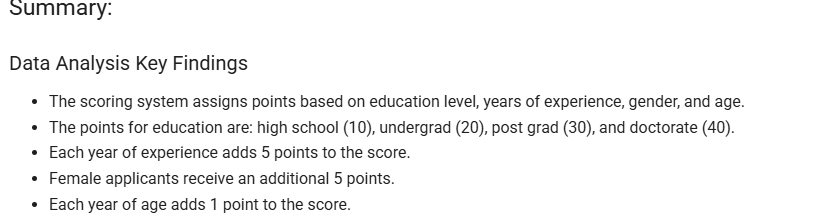 Summary:
Data Analysis Key Findings
• The scoring system assigns points based on education level, years of experience, gender, and age.
• The points for education are: high school (10), undergrad (20), post grad (30), and doctorate (40).
• Each year of experience adds 5 points to the score.
• Female applicants receive an additional 5 points.
• Each year of age adds 1 point to the score.